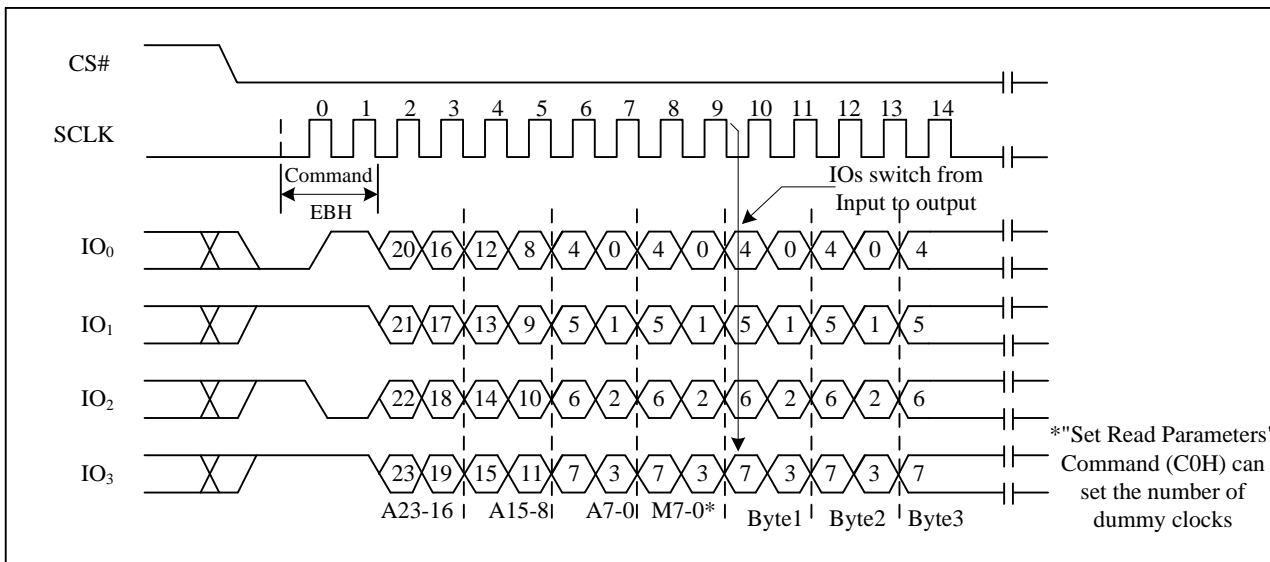 CS#
0 1 2 3 4 5 6 7 8 9 10 11 12 13 14
SCLK
Command
EBH
IOs switch from
Input to output
IO0 20 16 12 8 4 0 4 0 4 0 4 0 4
IO1 21 17 13 9 5 1 5 1 5 1 5 1 5
IO2 22 18 14 10 6 2 6 2 6 2 6 2 6
IO3 23 19 15 11 7 3 7 3 7 3 7 3 7
A23-16 A15-8 A7-0 M7-0* Byte1 Byte2 Byte3
*"Set Read Parameters"
Command (C0H) can
set the number of
dummy clocks